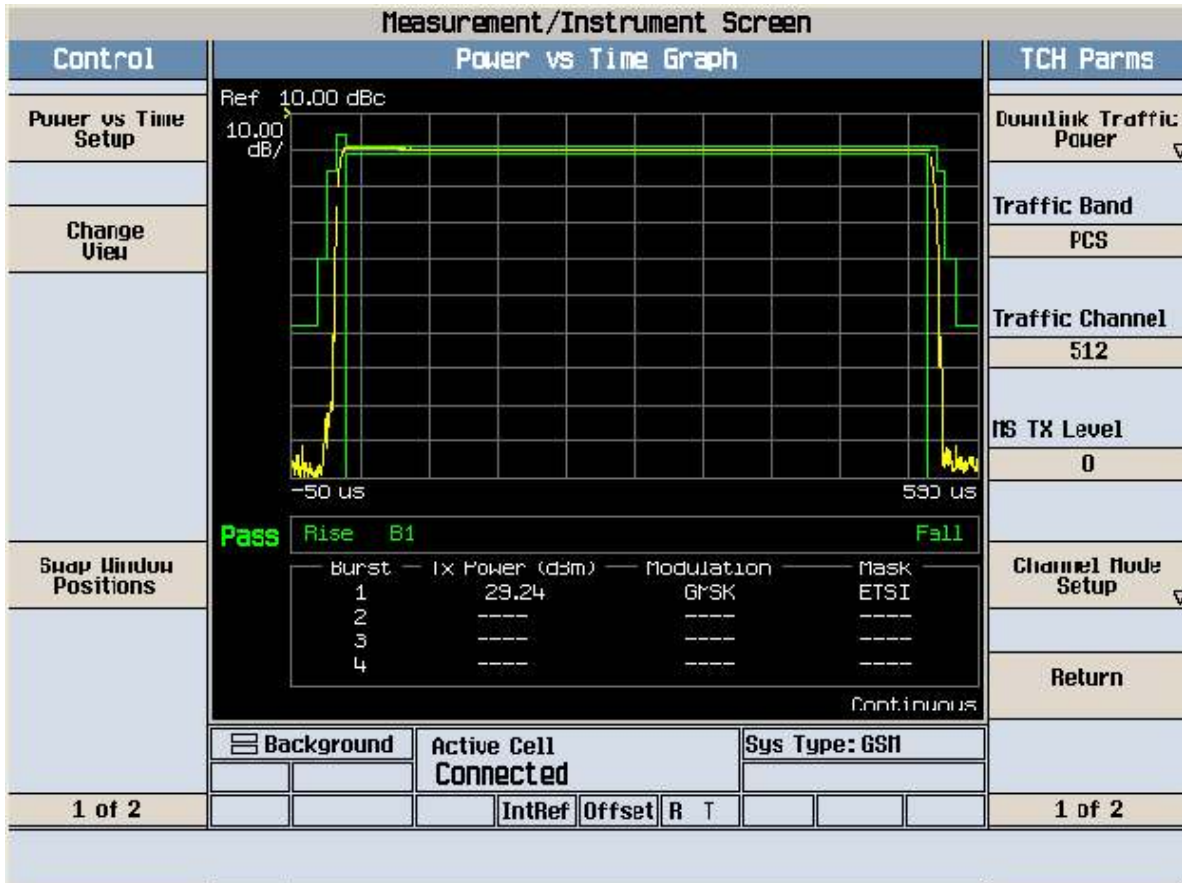 Measurement/Instrument Screen
Control
Power vs Time Graph
TCH Parms
Power vs Time
Setup
Change
View
Swap Window
Positions
1 of 2
Ref 10.00 dBc
10.00
dB/
-50 us
590 us
Pass
Rise B1 Fall
Burst Tx Power (dBm) Modulation Mask
1 29.24 GMSK ETSI
2 ---- ---- ----
3 ---- ---- ----
4 ---- ---- ----
Continuous
Background
Active Cell
Connected
Sys Type: GSM
IntRef Offset R T
Downlink Traffic
Power
Traffic Band
PCS
Traffic Channel
512
MS TX Level
0
Channel Mode
Setup
Return
1 of 2